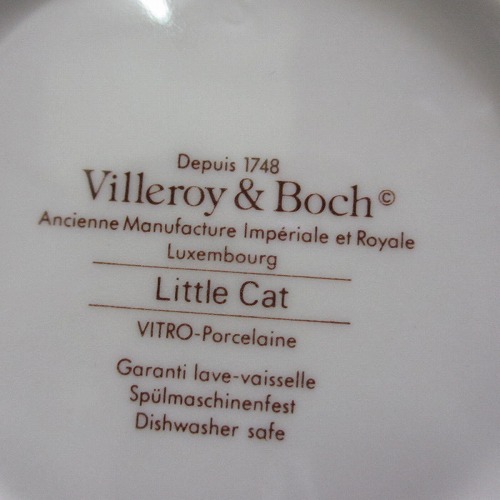 Depuis 1748
Villeroy & Boch©
Ancienne Manufacture Impériale et Royale
Luxembourg
Little Cat
VITRO-Porcelaine
Garanti lave-vaisselle
Spülmaschinenfest
Dishwasher safe